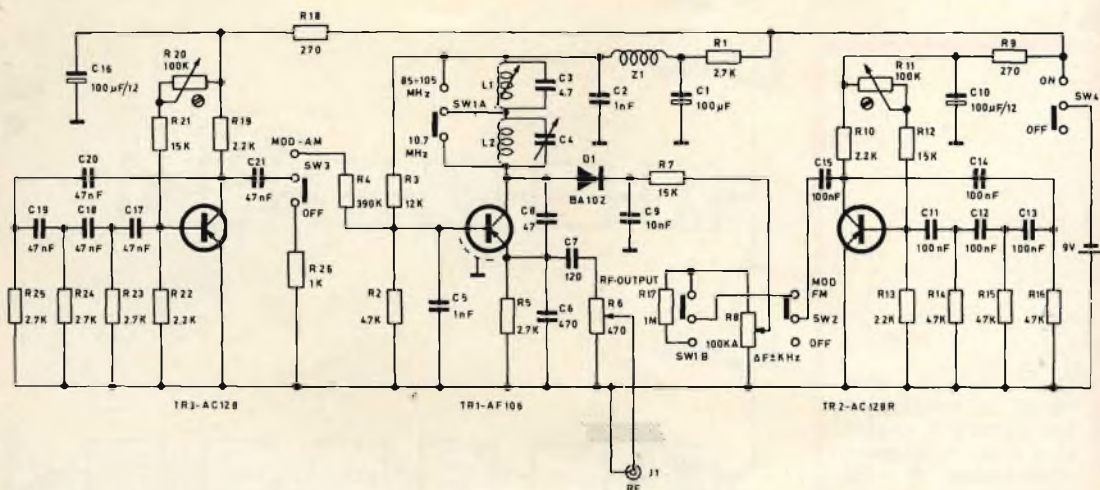 R18
270
C16
100µF/12
R20
100K
R21
15K
R19
2.2K
C20
47nF
C21
47nF
MOD-AM
SW3
OFF
C19
47nF
C18
47nF
C17
47nF
R25
2.7K
R24
2.7K
R23
2.7K
R22
2.2K
R26
1K
TR3-AC128
85÷105
MHz
SW1A
10.7
MHz
L1
C3
4.7
L2
C4
C2
1nF
Z1
C1
100µF
R1
2.7K
R4
390K
R3
12K
D1
BA102
R7
15K
C8
47
C9
10nF
C7
120
RF-OUTPUT
C5
1nF
R2
47K
R5
2.7K
C6
470
R6
470
R17
1M
SW1B
R8
100KA
ΔF±KHz
MOD
FM
SW2
OFF
TR1-AF106
J1
RF
R9
270
R11
100K
C10
100µF/12
ON
SW4
OFF
R10
2.2K
R12
15K
C15
100nF
C14
100nF
C11
100nF
C12
100nF
C13
100nF
9V
R13
2.2K
R14
47K
R15
47K
R16
47K
TR2-AC128R